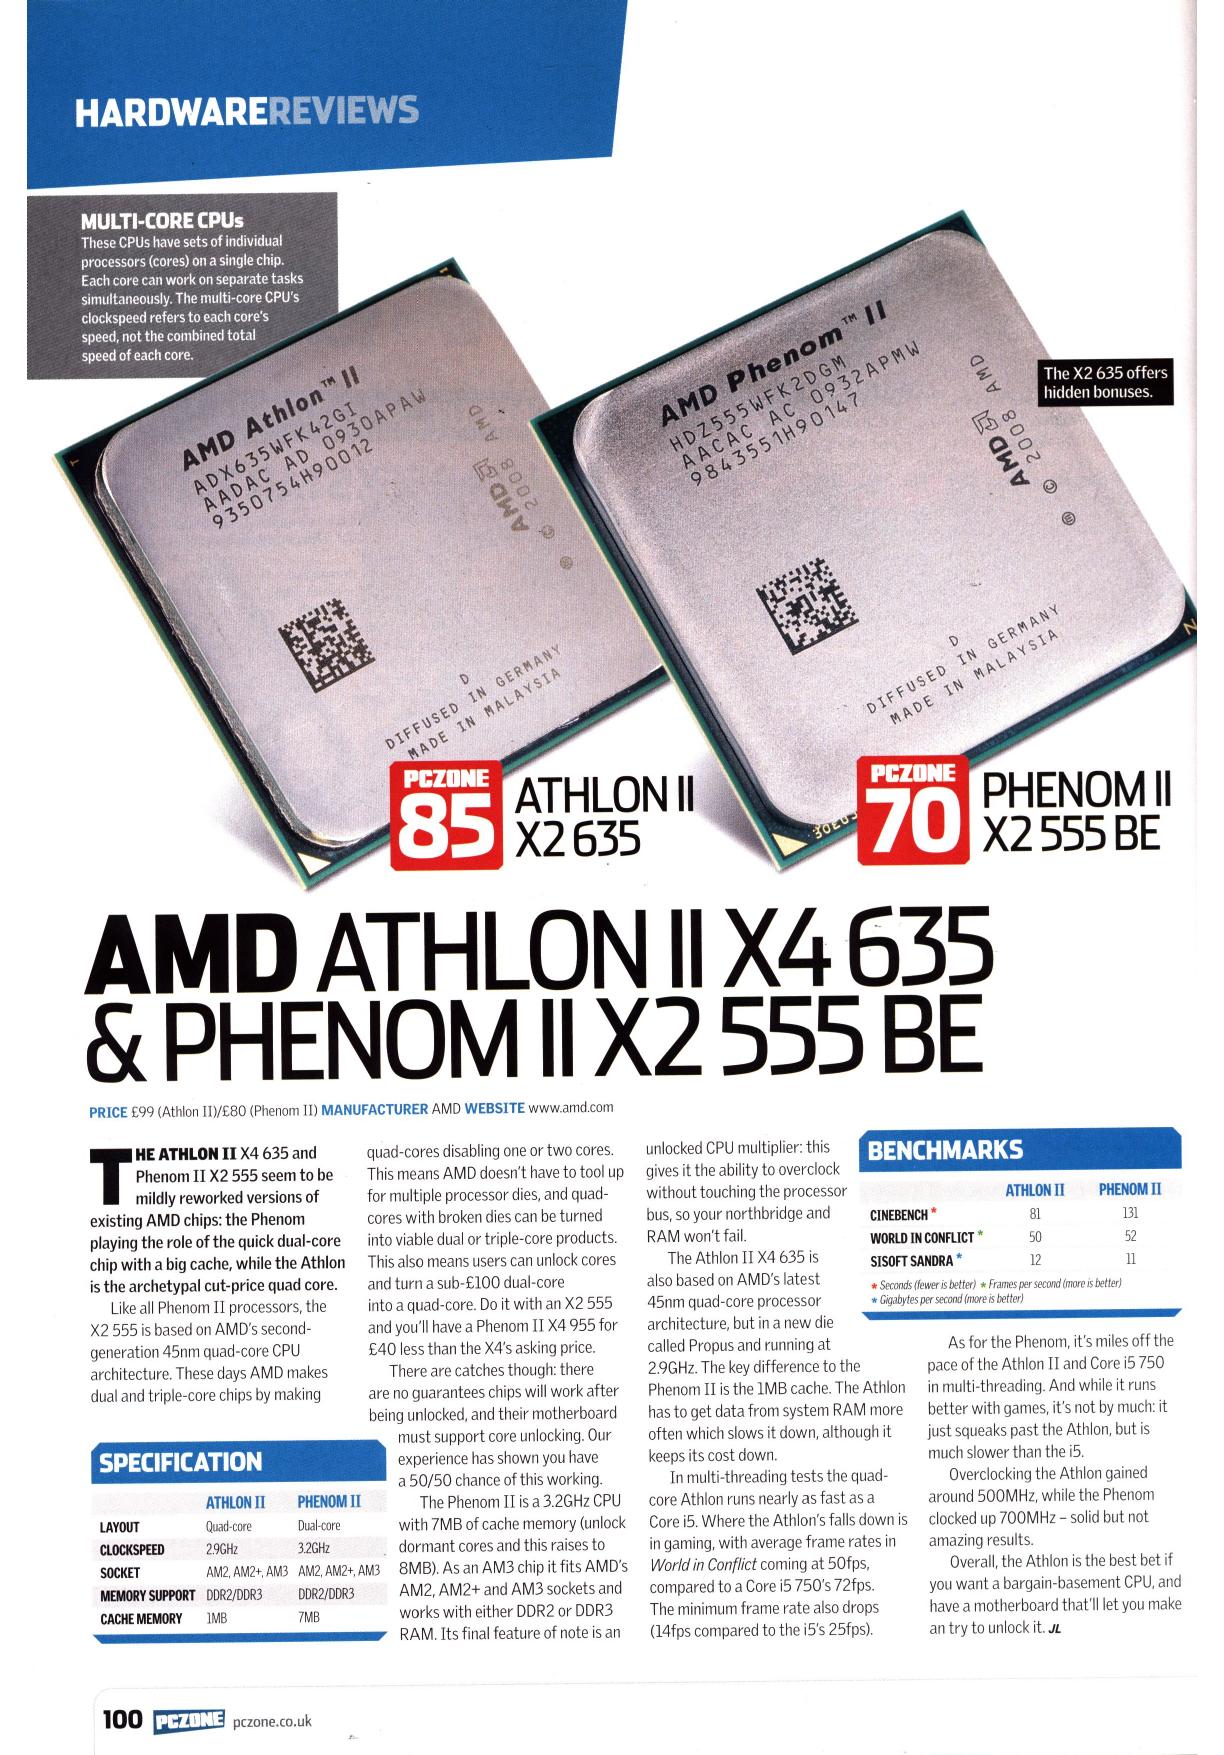 HARDWAREREVIEWS
MULTI-CORE CPUs
These CPUs have sets of individual
processors (cores) on a single chip.
Each core can work on separate tasks
simultaneously. The multi-core CPU's
clockspeed refers to each core's
speed, not the combined total
speed of each core.
AMD Athlon™ II
ADX635WFK42GI
AADAC AD 0930APAW
9350754H90012
AMD
AMD
© 2008
D
DIFFUSED IN GERMANY
MADE IN MALAYSIA
AMD Phenom™ II
HDZ555WFK2DGM
AACAC AC 0932APMW
9843551H90147
AMD
AMD
© 2008
D
DIFFUSED IN GERMANY
MADE IN MALAYSIA
The X2 635 offers
hidden bonuses.
PCZONE
85
ATHLON II
X2 635
PCZONE
70
PHENOM II
X2 555 BE
AMD ATHLON II X4 635
& PHENOM II X2 555 BE
PRICE £99 (Athlon II)/£80 (Phenom II) MANUFACTURER AMD WEBSITE www.amd.com
THE ATHLON II X4 635 and
Phenom II X2 555 seem to be
mildly reworked versions of
existing AMD chips: the Phenom
playing the role of the quick dual-core
chip with a big cache, while the Athlon
is the archetypal cut-price quad core.
Like all Phenom II processors, the
X2 555 is based on AMD's second-
generation 45nm quad-core CPU
architecture. These days AMD makes
dual and triple-core chips by making
quad-cores disabling one or two cores.
This means AMD doesn't have to tool up
for multiple processor dies, and quad-
cores with broken dies can be turned
into viable dual or triple-core products.
This also means users can unlock cores
and turn a sub-£100 dual-core
into a quad-core. Do it with an X2 555
and you'll have a Phenom II X4 955 for
£40 less than the X4's asking price.
There are catches though: there
are no guarantees chips will work after
being unlocked, and their motherboard
must support core unlocking. Our
experience has shown you have
a 50/50 chance of this working.
The Phenom II is a 3.2GHz CPU
with 7MB of cache memory (unlock
dormant cores and this raises to
8MB). As an AM3 chip it fits AMD's
AM2, AM2+ and AM3 sockets and
works with either DDR2 or DDR3
RAM. Its final feature of note is an
unlocked CPU multiplier: this
gives it the ability to overclock
without touching the processor
bus, so your northbridge and
RAM won't fail.
The Athlon II X4 635 is
also based on AMD's latest
45nm quad-core processor
architecture, but in a new die
called Propus and running at
2.9GHz. The key difference to the
Phenom II is the 1MB cache. The Athlon
has to get data from system RAM more
often which slows it down, although it
keeps its cost down.
In multi-threading tests the quad-
core Athlon runs nearly as fast as a
Core i5. Where the Athlon's falls down is
in gaming, with average frame rates in
World in Conflict coming at 50fps,
compared to a Core i5 750's 72fps.
The minimum frame rate also drops
(14fps compared to the i5's 25fps).
As for the Phenom, it's miles off the
pace of the Athlon II and Core i5 750
in multi-threading. And while it runs
better with games, it's not by much: it
just squeaks past the Athlon, but is
much slower than the i5.
Overclocking the Athlon gained
around 500MHz, while the Phenom
clocked up 700MHz – solid but not
amazing results.
Overall, the Athlon is the best bet if
you want a bargain-basement CPU, and
have a motherboard that'll let you make
an try to unlock it. JL
SPECIFICATION
ATHLON II PHENOM II
LAYOUT Quad-core Dual-core
CLOCKSPEED 2.9GHz 3.2GHz
SOCKET AM2, AM2+, AM3 AM2, AM2+, AM3
MEMORY SUPPORT DDR2/DDR3 DDR2/DDR3
CACHE MEMORY 1MB 7MB
BENCHMARKS
ATHLON II PHENOM II
CINEBENCH * 81 131
WORLD IN CONFLICT * 50 52
SISOFT SANDRA * 12 11
* Seconds (fewer is better) * Frames per second (more is better)
* Gigabytes per second (more is better)
100 PCZONE pczone.co.uk